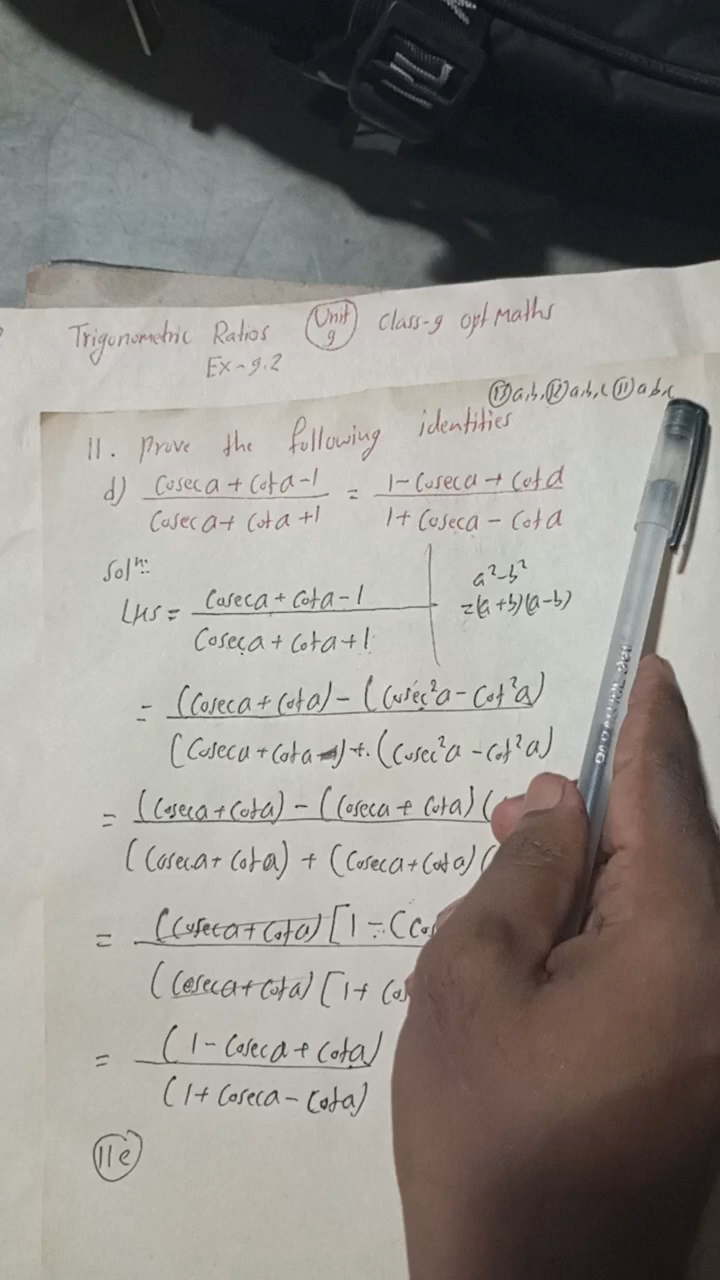 Trigonometric Ratios (Unit 9) Class-9 opt Maths
Ex-9.2
(13)a,b,(12)a,b,c (11)a,b,c
11. Prove the following identities
d) (Coseca + Cota - 1)/(Coseca + Cota + 1) = (1 - Coseca + Cota)/(1 + Coseca - Cota)
Solⁿ:
LHS = (Coseca + Cota - 1)/(Coseca + Cota + 1)
a² - b²
= (a + b)(a - b)
= ((Coseca + Cota) - (Cosec²a - Cot²a))/((Coseca + Cota) + (Cosec²a - Cot²a))
= ((Coseca + Cota) - (Coseca + Cota)(/((Coseca + Cota) + (Coseca + Cota)(
= ((Coseca + Cota)[1 - (Cos/((Coseca + Cota)[1 + Cos
= (1 - Coseca + Cota)/(1 + Coseca - Cota)
(11e)